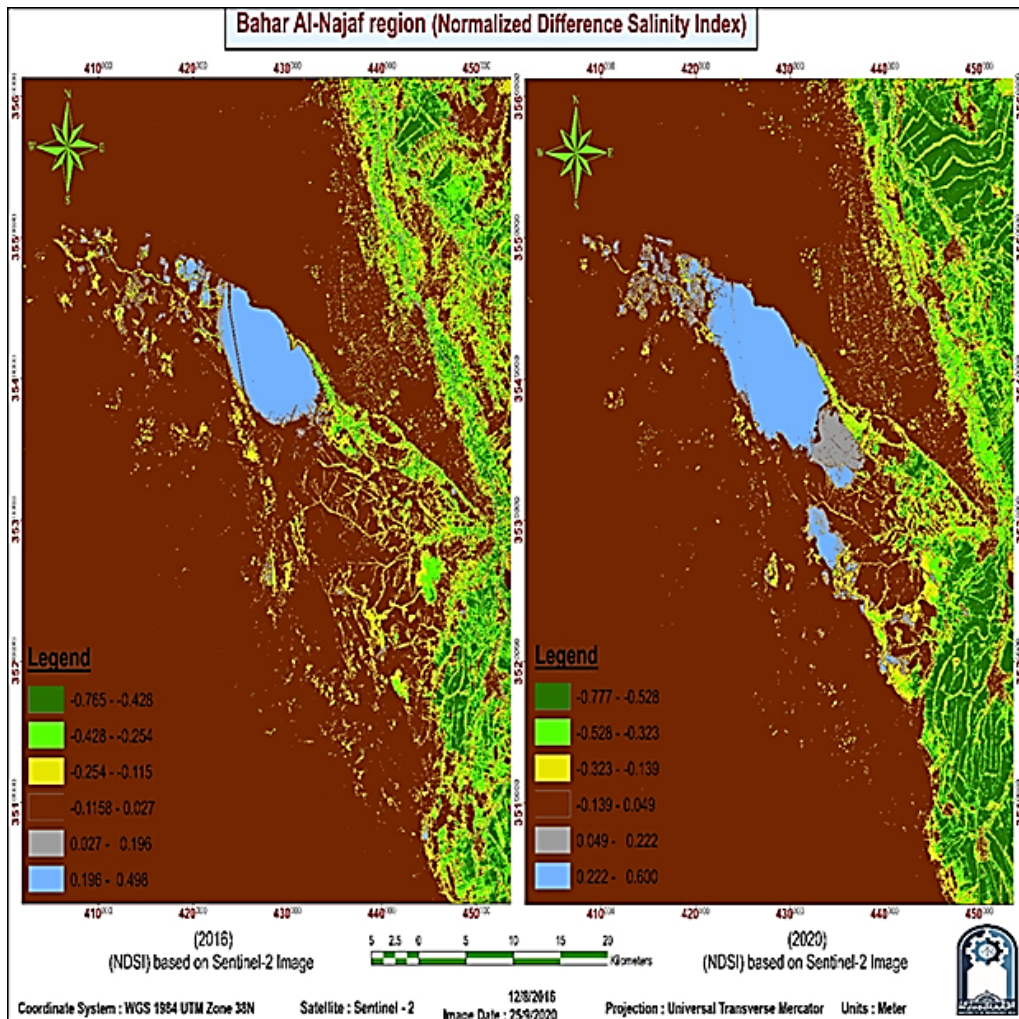 Bahar Al-Najaf region (Normalized Difference Salinity Index)
410000 420000 430000 440000 450000
410000 420000 430000 440000 450000
N
W E
S
N
W E
S
Legend
-0.765 - -0.428
-0.428 - -0.254
-0.254 - -0.115
-0.1158 - 0.027
0.027 - 0.196
0.196 - 0.498
Legend
-0.777 - -0.528
-0.528 - -0.323
-0.323 - -0.139
-0.139 - 0.049
0.049 - 0.222
0.222 - 0.600
410000 420000 430000 440000 450000
410000 420000 430000 440000 450000
(2016)
(NDSI) based on Sentinel-2 Image
5 2.5 0 5 10 15 20
Kilometers
(2020)
(NDSI) based on Sentinel-2 Image
Coordinate System : WGS 1984 UTM Zone 38N
Satellite : Sentinel - 2
12/8/2016
Image Date : 25/9/2020
Projection : Universal Transverse Mercator
Units : Meter